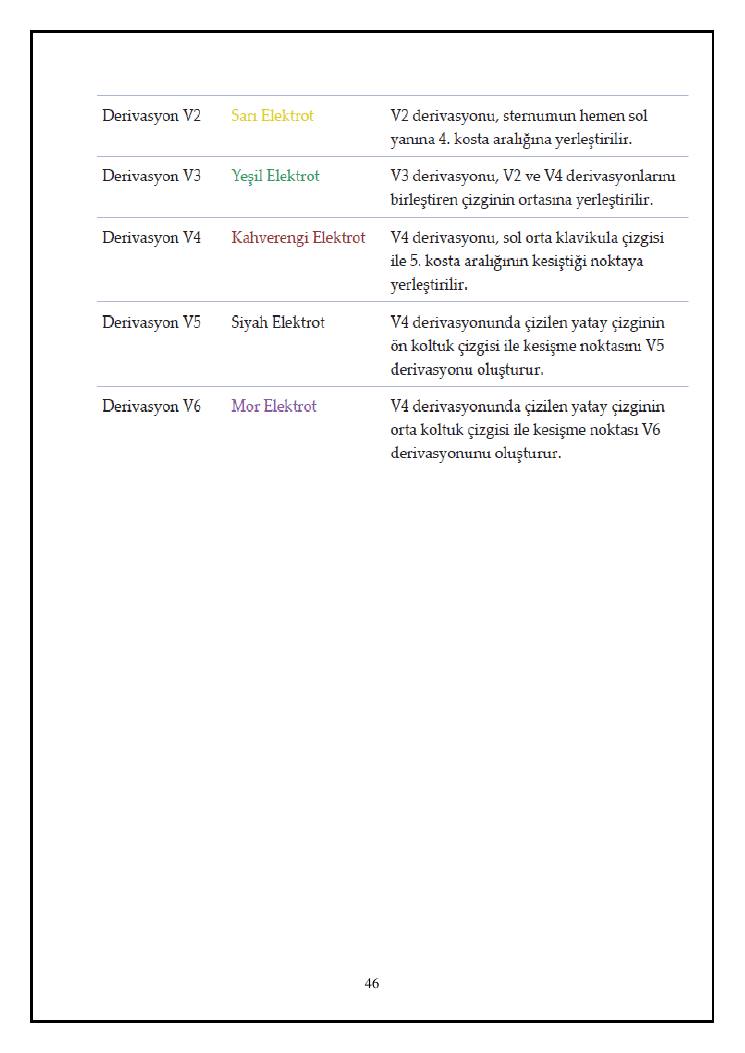 Derivasyon V2 Sarı Elektrot V2 derivasyonu, sternumun hemen sol
yanına 4. kosta aralığına yerleştirilir.
Derivasyon V3 Yeşil Elektrot V3 derivasyonu, V2 ve V4 derivasyonlarını
birleştiren çizginin ortasına yerleştirilir.
Derivasyon V4 Kahverengi Elektrot V4 derivasyonu, sol orta klavikula çizgisi
ile 5. kosta aralığının kesiştiği noktaya
yerleştirilir.
Derivasyon V5 Siyah Elektrot V4 derivasyonunda çizilen yatay çizginin
ön koltuk çizgisi ile kesişme noktasını V5
derivasyonu oluşturur.
Derivasyon V6 Mor Elektrot V4 derivasyonunda çizilen yatay çizginin
orta koltuk çizgisi ile kesişme noktası V6
derivasyonunu oluşturur.
46